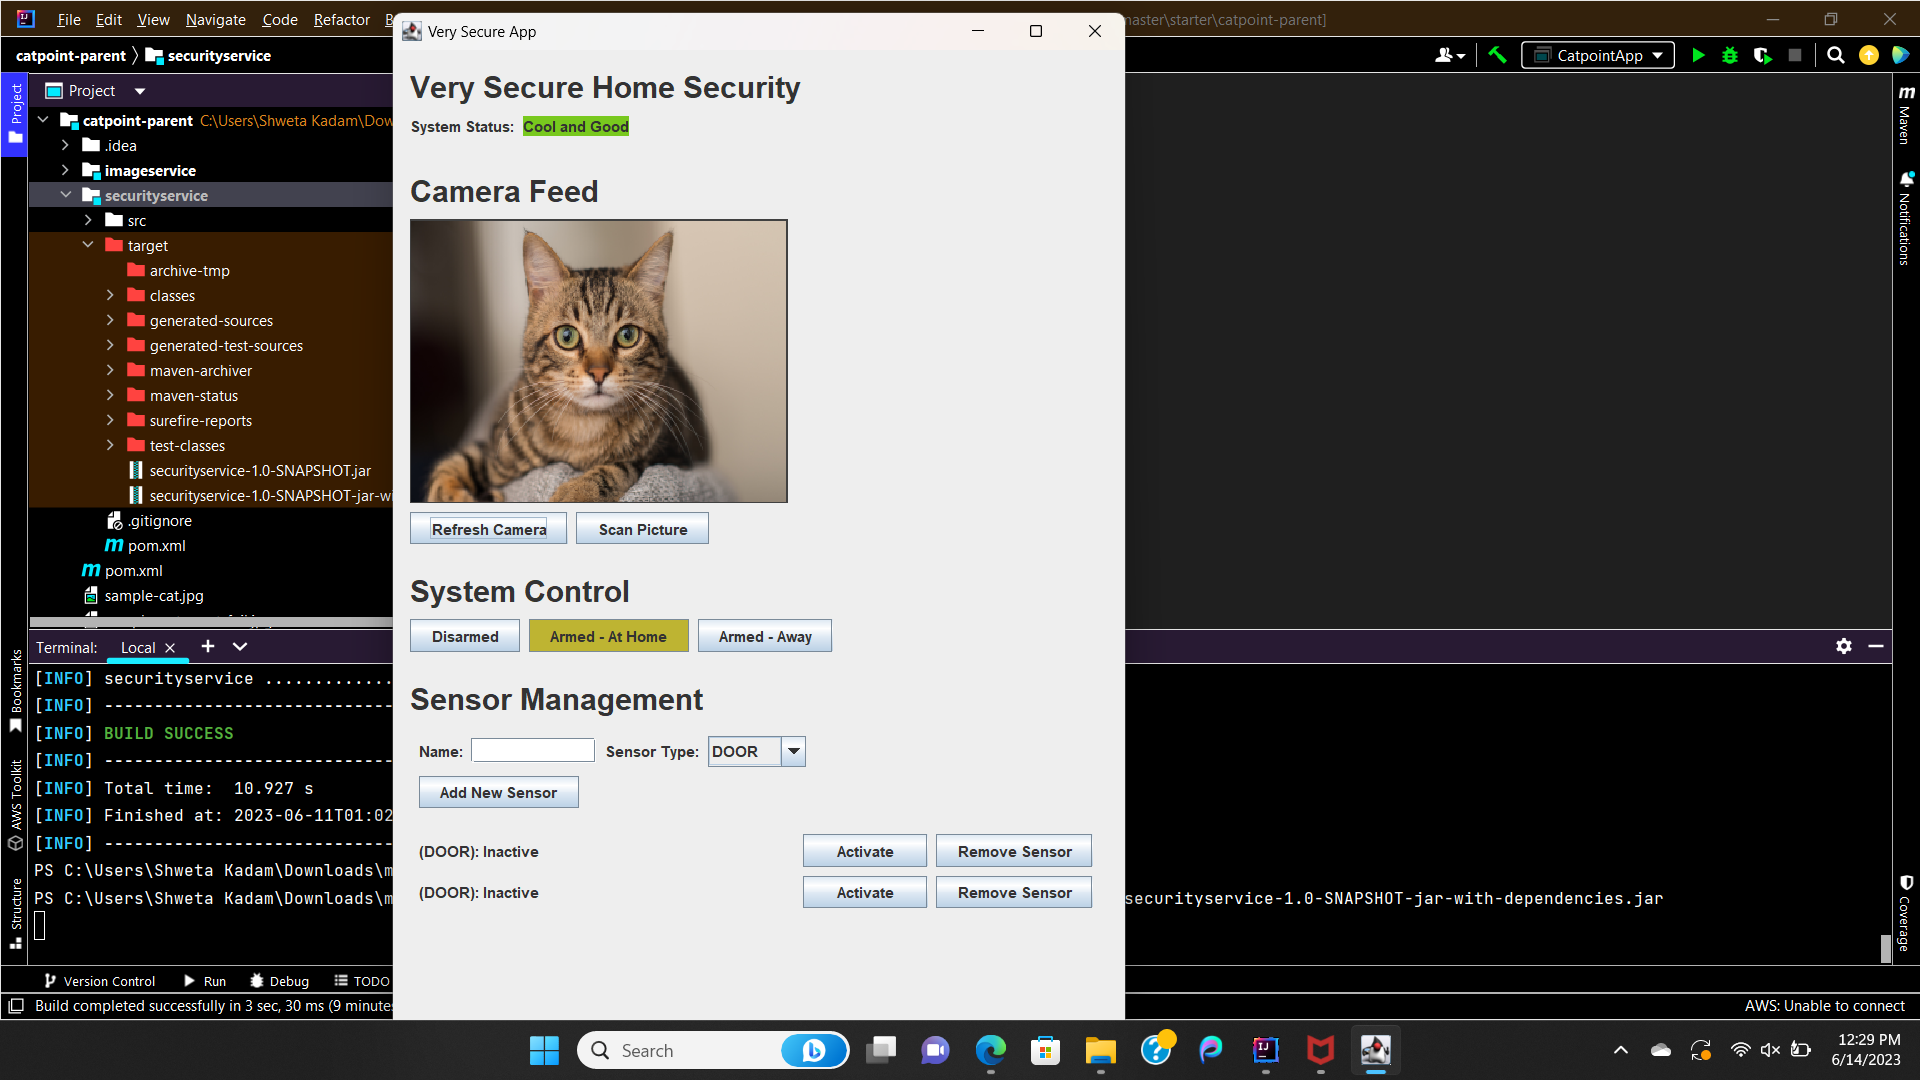 File Edit View Navigate Code Refactor
master\starter\catpoint-parent]
Very Secure App
catpoint-parent securityservice
CatpointApp
Project
Project
catpoint-parent C:\Users\Shweta Kadam\Dow
.idea
imageservice
securityservice
src
target
archive-tmp
classes
generated-sources
generated-test-sources
maven-archiver
maven-status
surefire-reports
test-classes
securityservice-1.0-SNAPSHOT.jar
securityservice-1.0-SNAPSHOT-jar-wi
.gitignore
pom.xml
pom.xml
sample-cat.jpg
Very Secure Home Security
System Status: Cool and Good
Camera Feed
Refresh Camera Scan Picture
System Control
Disarmed Armed - At Home Armed - Away
Sensor Management
Name: Sensor Type: DOOR
Add New Sensor
(DOOR): Inactive Activate Remove Sensor
(DOOR): Inactive Activate Remove Sensor
Maven
Notifications
Coverage
Bookmarks
AWS Toolkit
Structure
Terminal: Local
[INFO] securityservice .............
[INFO] ----------------------------
[INFO] BUILD SUCCESS
[INFO] ----------------------------
[INFO] Total time:  10.927 s
[INFO] Finished at: 2023-06-11T01:02
[INFO] ----------------------------
PS C:\Users\Shweta Kadam\Downloads\m
PS C:\Users\Shweta Kadam\Downloads\m securityservice-1.0-SNAPSHOT-jar-with-dependencies.jar
Version Control Run Debug TODO
Build completed successfully in 3 sec, 30 ms (9 minute
AWS: Unable to connect
Search
12:29 PM
6/14/2023